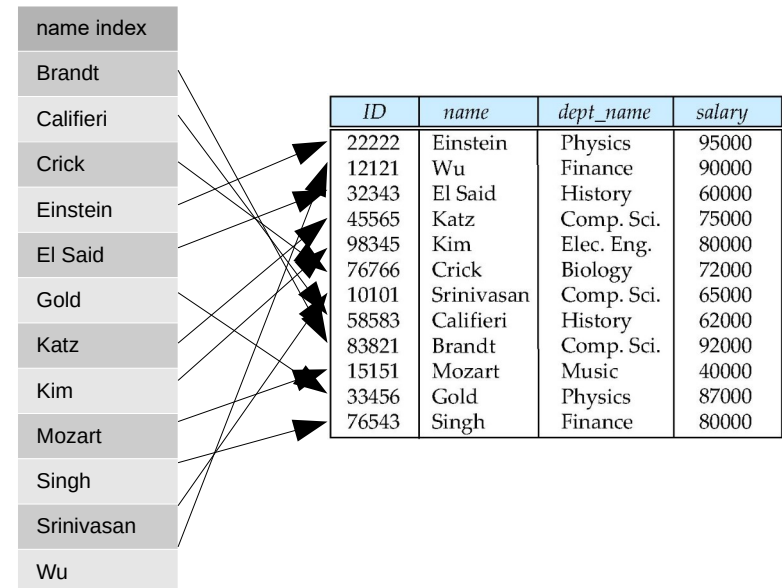 name index
Brandt
Califieri
Crick
Einstein
El Said
Gold
Katz
Kim
Mozart
Singh
Srinivasan
Wu
ID name dept_name salary
22222 Einstein Physics 95000
12121 Wu Finance 90000
32343 El Said History 60000
45565 Katz Comp. Sci. 75000
98345 Kim Elec. Eng. 80000
76766 Crick Biology 72000
10101 Srinivasan Comp. Sci. 65000
58583 Califieri History 62000
83821 Brandt Comp. Sci. 92000
15151 Mozart Music 40000
33456 Gold Physics 87000
76543 Singh Finance 80000